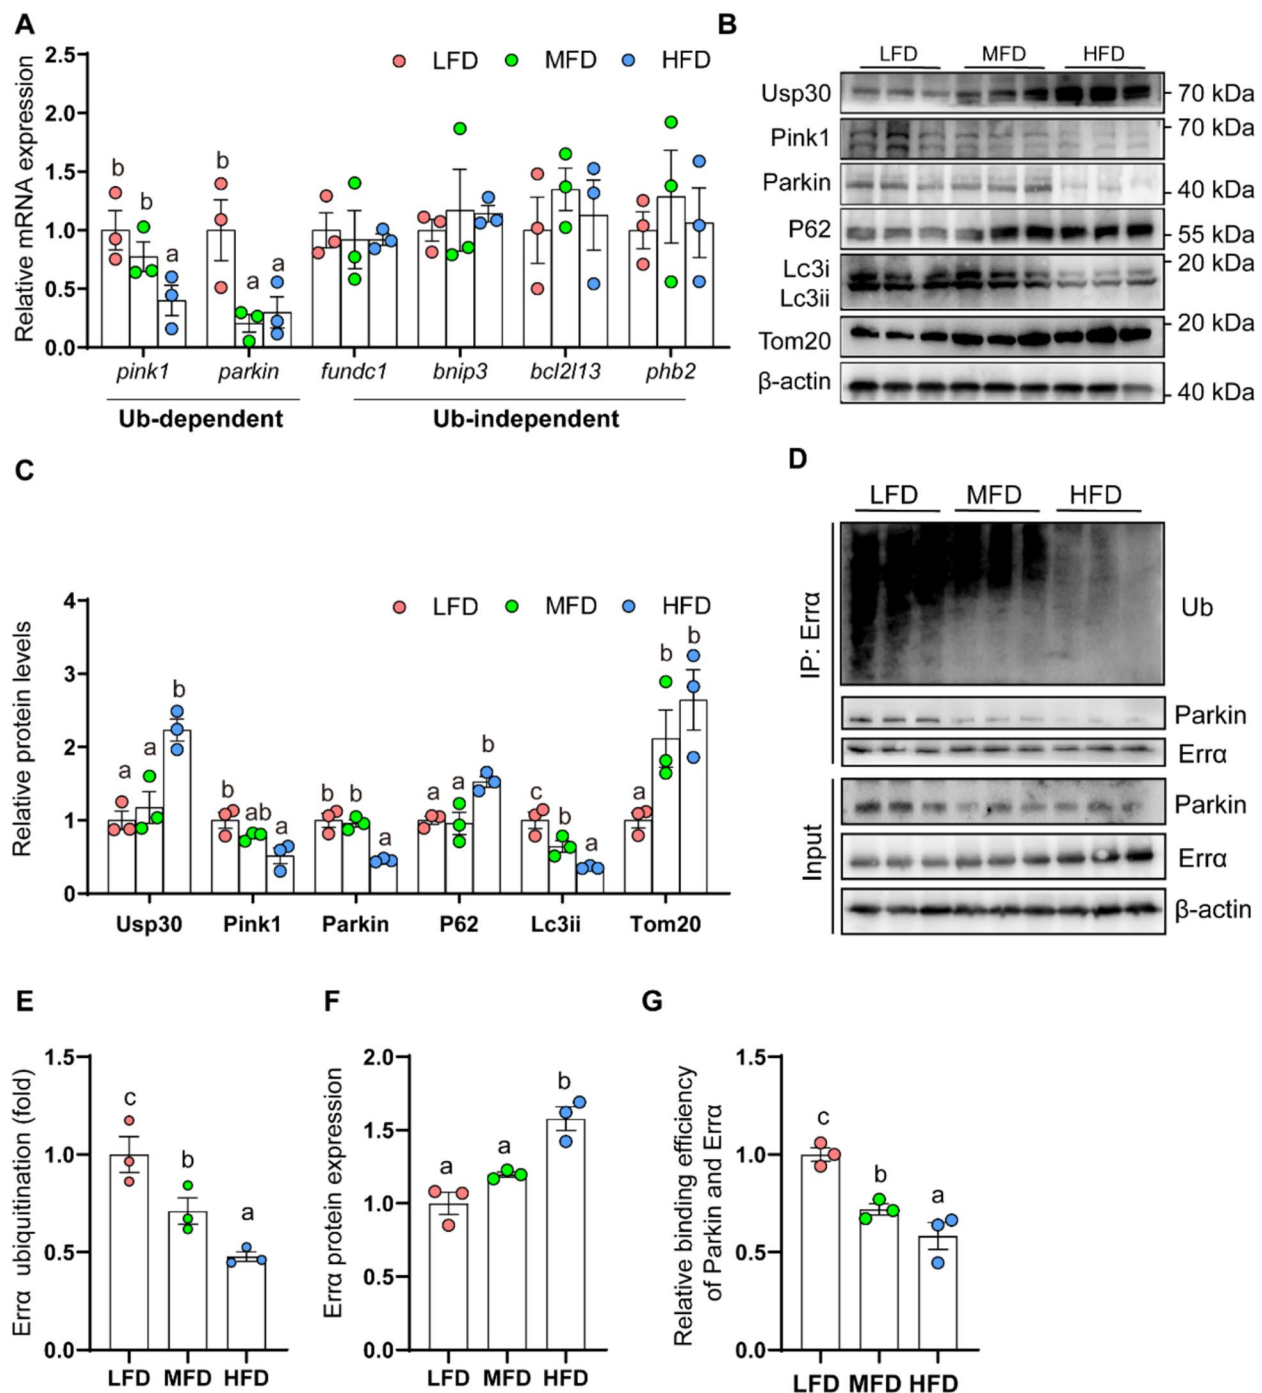 A
Relative mRNA expression
2.5
2.0
1.5
1.0
0.5
0.0
LFD MFD HFD
b b a b a a
pink1 parkin fundc1 bnip3 bcl2l13 phb2
Ub-dependent Ub-independent
B
LFD MFD HFD
Usp30 70 kDa
Pink1 70 kDa
Parkin 40 kDa
P62 55 kDa
Lc3i 20 kDa
Lc3ii
Tom20 20 kDa
β-actin 40 kDa
C
Relative protein levels
4
3
2
1
0
LFD MFD HFD
a a b b ab a b b a a a b c b a a b b
Usp30 Pink1 Parkin P62 Lc3ii Tom20
D
LFD MFD HFD
IP: Errα
Ub
Parkin
Errα
Input
Parkin
Errα
β-actin
E
Errα ubiquitination (fold)
1.5
1.0
0.5
0.0
c b a
LFD MFD HFD
F
Errα protein expression
2.0
1.5
1.0
0.5
0.0
a a b
LFD MFD HFD
G
Relative binding efficiency
of Parkin and Errα
1.5
1.0
0.5
0.0
c b a
LFD MFD HFD